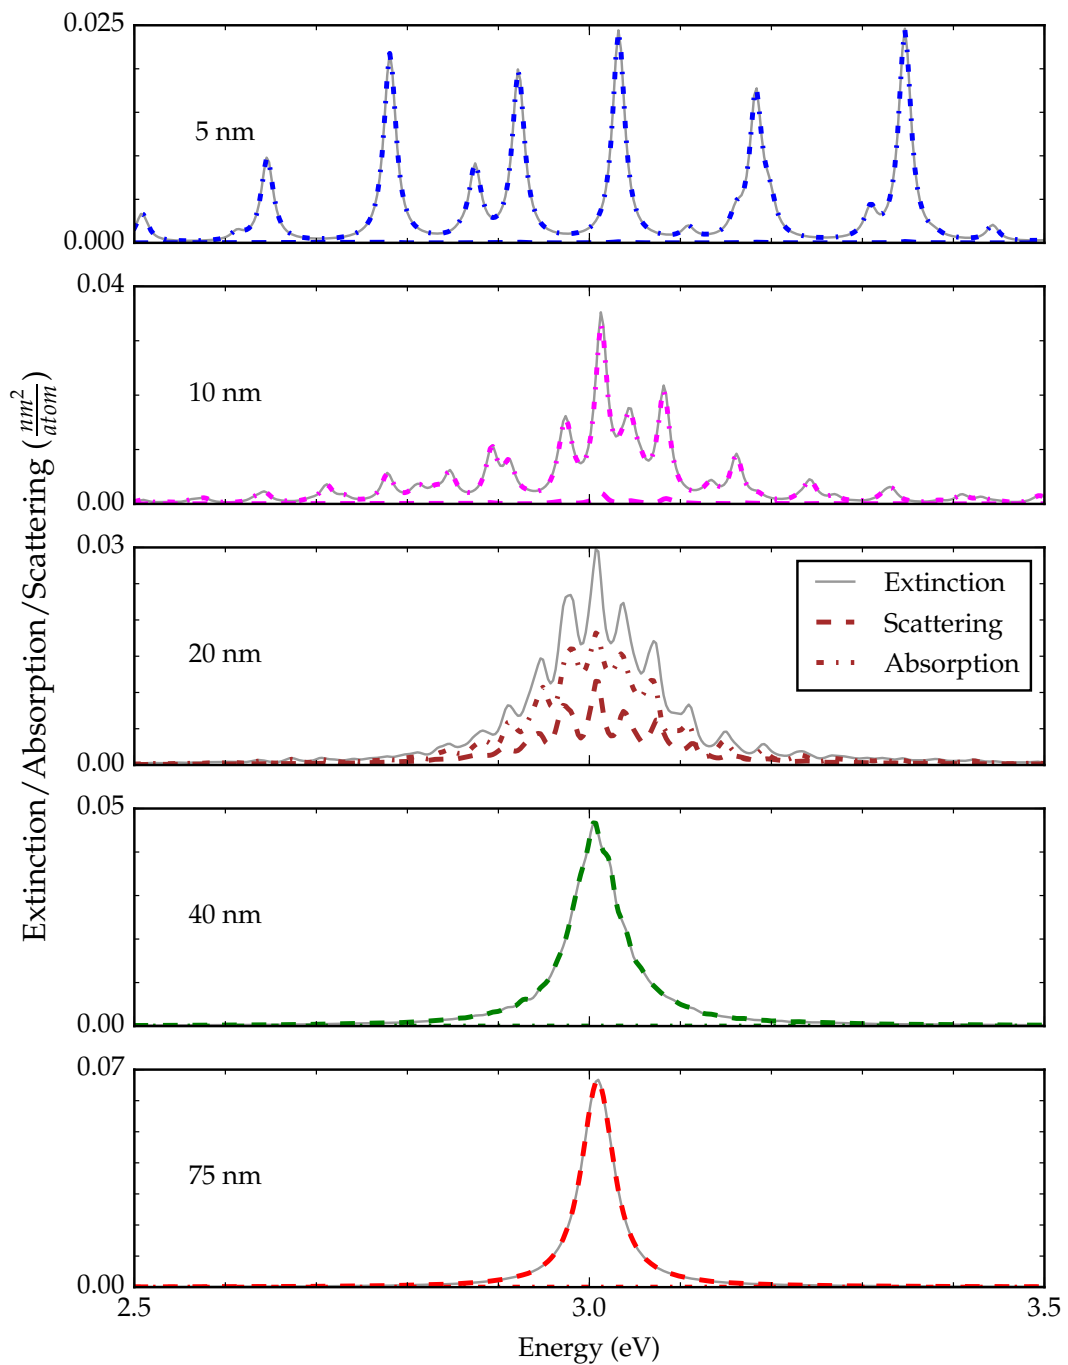 Extinction/Absorption/Scattering (nm²/atom)
0.025
5 nm
0.000
0.04
10 nm
0.00
0.03
20 nm
Extinction
Scattering
Absorption
0.00
0.05
40 nm
0.00
0.07
75 nm
0.00
2.5
3.0
3.5
Energy (eV)